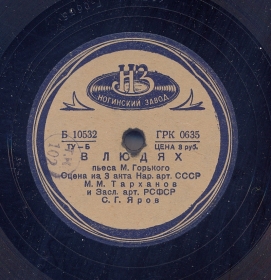 НЗ
НОГИНСКИЙ ЗАВОД
Б 10532 ГРК 0635
ТУ-Б ЦЕНА 8 руб.
В ЛЮДЯХ
пьеса М. Горького
Сцена из 3 акта Нар. арт. СССР
М. М. Тарханов
и Засл. арт. РСФСР
С. Г. Яров